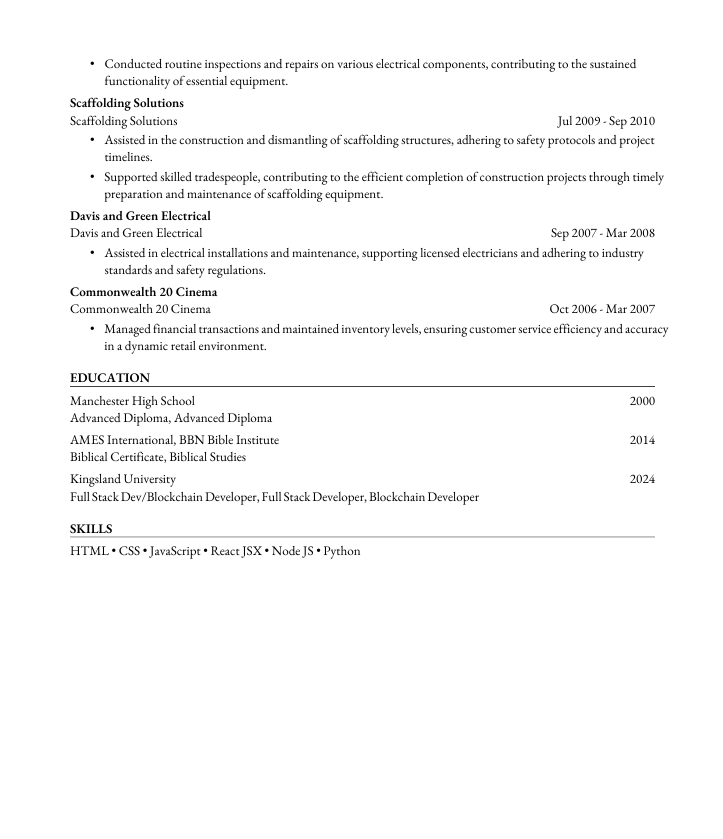 • Conducted routine inspections and repairs on various electrical components, contributing to the sustained
functionality of essential equipment.
Scaffolding Solutions
Scaffolding Solutions Jul 2009 - Sep 2010
• Assisted in the construction and dismantling of scaffolding structures, adhering to safety protocols and project
timelines.
• Supported skilled tradespeople, contributing to the efficient completion of construction projects through timely
preparation and maintenance of scaffolding equipment.
Davis and Green Electrical
Davis and Green Electrical Sep 2007 - Mar 2008
• Assisted in electrical installations and maintenance, supporting licensed electricians and adhering to industry
standards and safety regulations.
Commonwealth 20 Cinema
Commonwealth 20 Cinema Oct 2006 - Mar 2007
• Managed financial transactions and maintained inventory levels, ensuring customer service efficiency and accuracy
in a dynamic retail environment.
EDUCATION
Manchester High School 2000
Advanced Diploma, Advanced Diploma
AMES International, BBN Bible Institute 2014
Biblical Certificate, Biblical Studies
Kingsland University 2024
Full Stack Dev/Blockchain Developer, Full Stack Developer, Blockchain Developer
SKILLS
HTML • CSS • JavaScript • React JSX • Node JS • Python